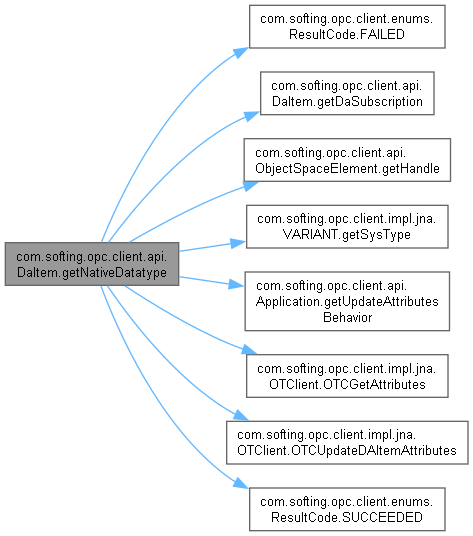 com.softing.opc.client.enums.
ResultCode.FAILED
com.softing.opc.client.api.
DaItem.getDaSubscription
com.softing.opc.client.api.
ObjectSpaceElement.getHandle
com.softing.opc.client.impl.jna.
VARIANT.getSysType
com.softing.opc.client.api.
DaItem.getNativeDatatype
com.softing.opc.client.api.
Application.getUpdateAttributes
Behavior
com.softing.opc.client.impl.jna.
OTClient.OTCGetAttributes
com.softing.opc.client.impl.jna.
OTClient.OTCUpdateDAItemAttributes
com.softing.opc.client.enums.
ResultCode.SUCCEEDED